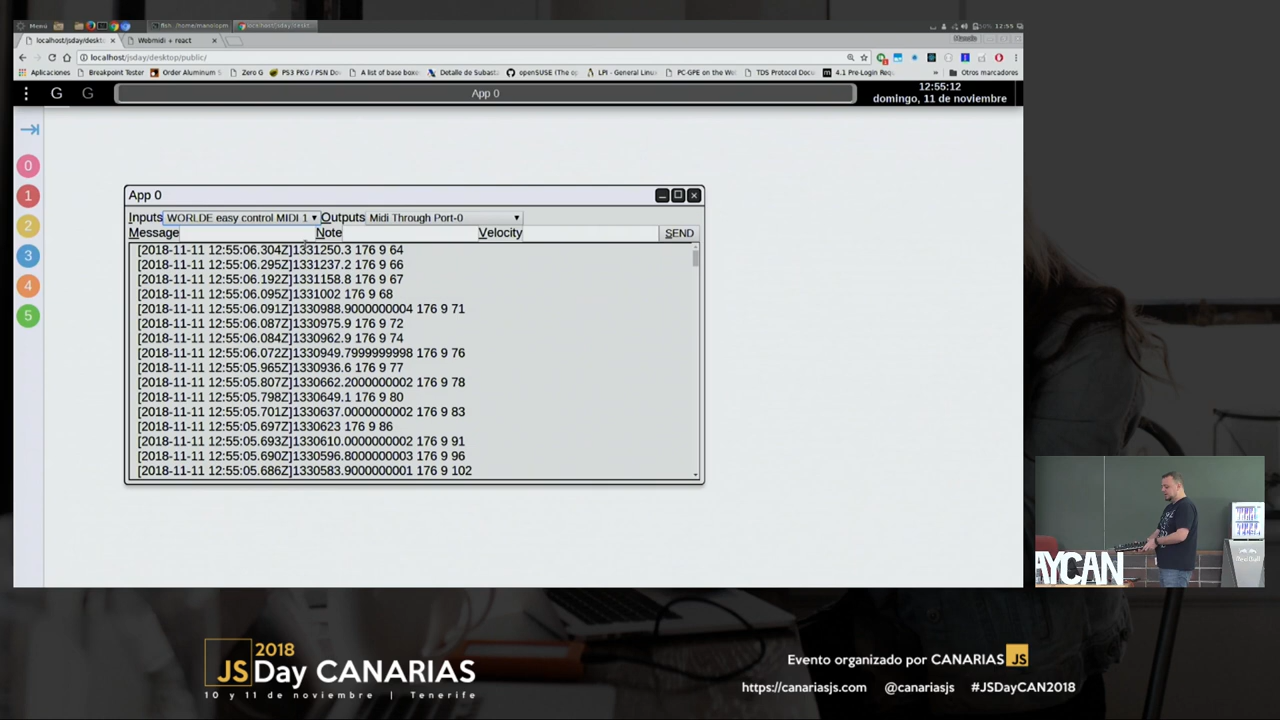 Menú
fish /home/manolopm
localhost/jsday/deskt
12:55
localhost/jsday/deskto
Webmidi + react
Manolo
localhost/jsday/desktop/public/
Aplicaciones
Breakpoint Tester
Order Aluminum S
Zero G
PS3 PKG / PSN Do
A list of base boxe
Detalle de Subasta
openSUSE (The op
LPI - General Linux
PC-GPE on the We
TDS Protocol Docu
4.1 Pre-Login Req
»
Otros marcadores
G G
App 0
12:55:12
domingo, 11 de noviembre
0
1
2
3
4
5
App 0
Inputs WORLDE easy control MIDI 1 Outputs Midi Through Port-0
Message Note Velocity SEND
[2018-11-11 12:55:06.304Z]1331250.3 176 9 64
[2018-11-11 12:55:06.295Z]1331237.2 176 9 66
[2018-11-11 12:55:06.192Z]1331158.8 176 9 67
[2018-11-11 12:55:06.095Z]1331002 176 9 68
[2018-11-11 12:55:06.091Z]1330988.9000000004 176 9 71
[2018-11-11 12:55:06.087Z]1330975.9 176 9 72
[2018-11-11 12:55:06.084Z]1330962.9 176 9 74
[2018-11-11 12:55:06.072Z]1330949.7999999998 176 9 76
[2018-11-11 12:55:05.965Z]1330936.6 176 9 77
[2018-11-11 12:55:05.807Z]1330662.2000000002 176 9 78
[2018-11-11 12:55:05.798Z]1330649.1 176 9 80
[2018-11-11 12:55:05.701Z]1330637.0000000002 176 9 83
[2018-11-11 12:55:05.697Z]1330623 176 9 86
[2018-11-11 12:55:05.693Z]1330610.0000000002 176 9 91
[2018-11-11 12:55:05.690Z]1330596.8000000003 176 9 96
[2018-11-11 12:55:05.686Z]1330583.9000000001 176 9 102
AYCAN
2018
JSDay CANARIAS
10 y 11 de noviembre | Tenerife
Evento organizado por CANARIAS JS
https://canariasjs.com @canariasjs #JSDayCAN2018